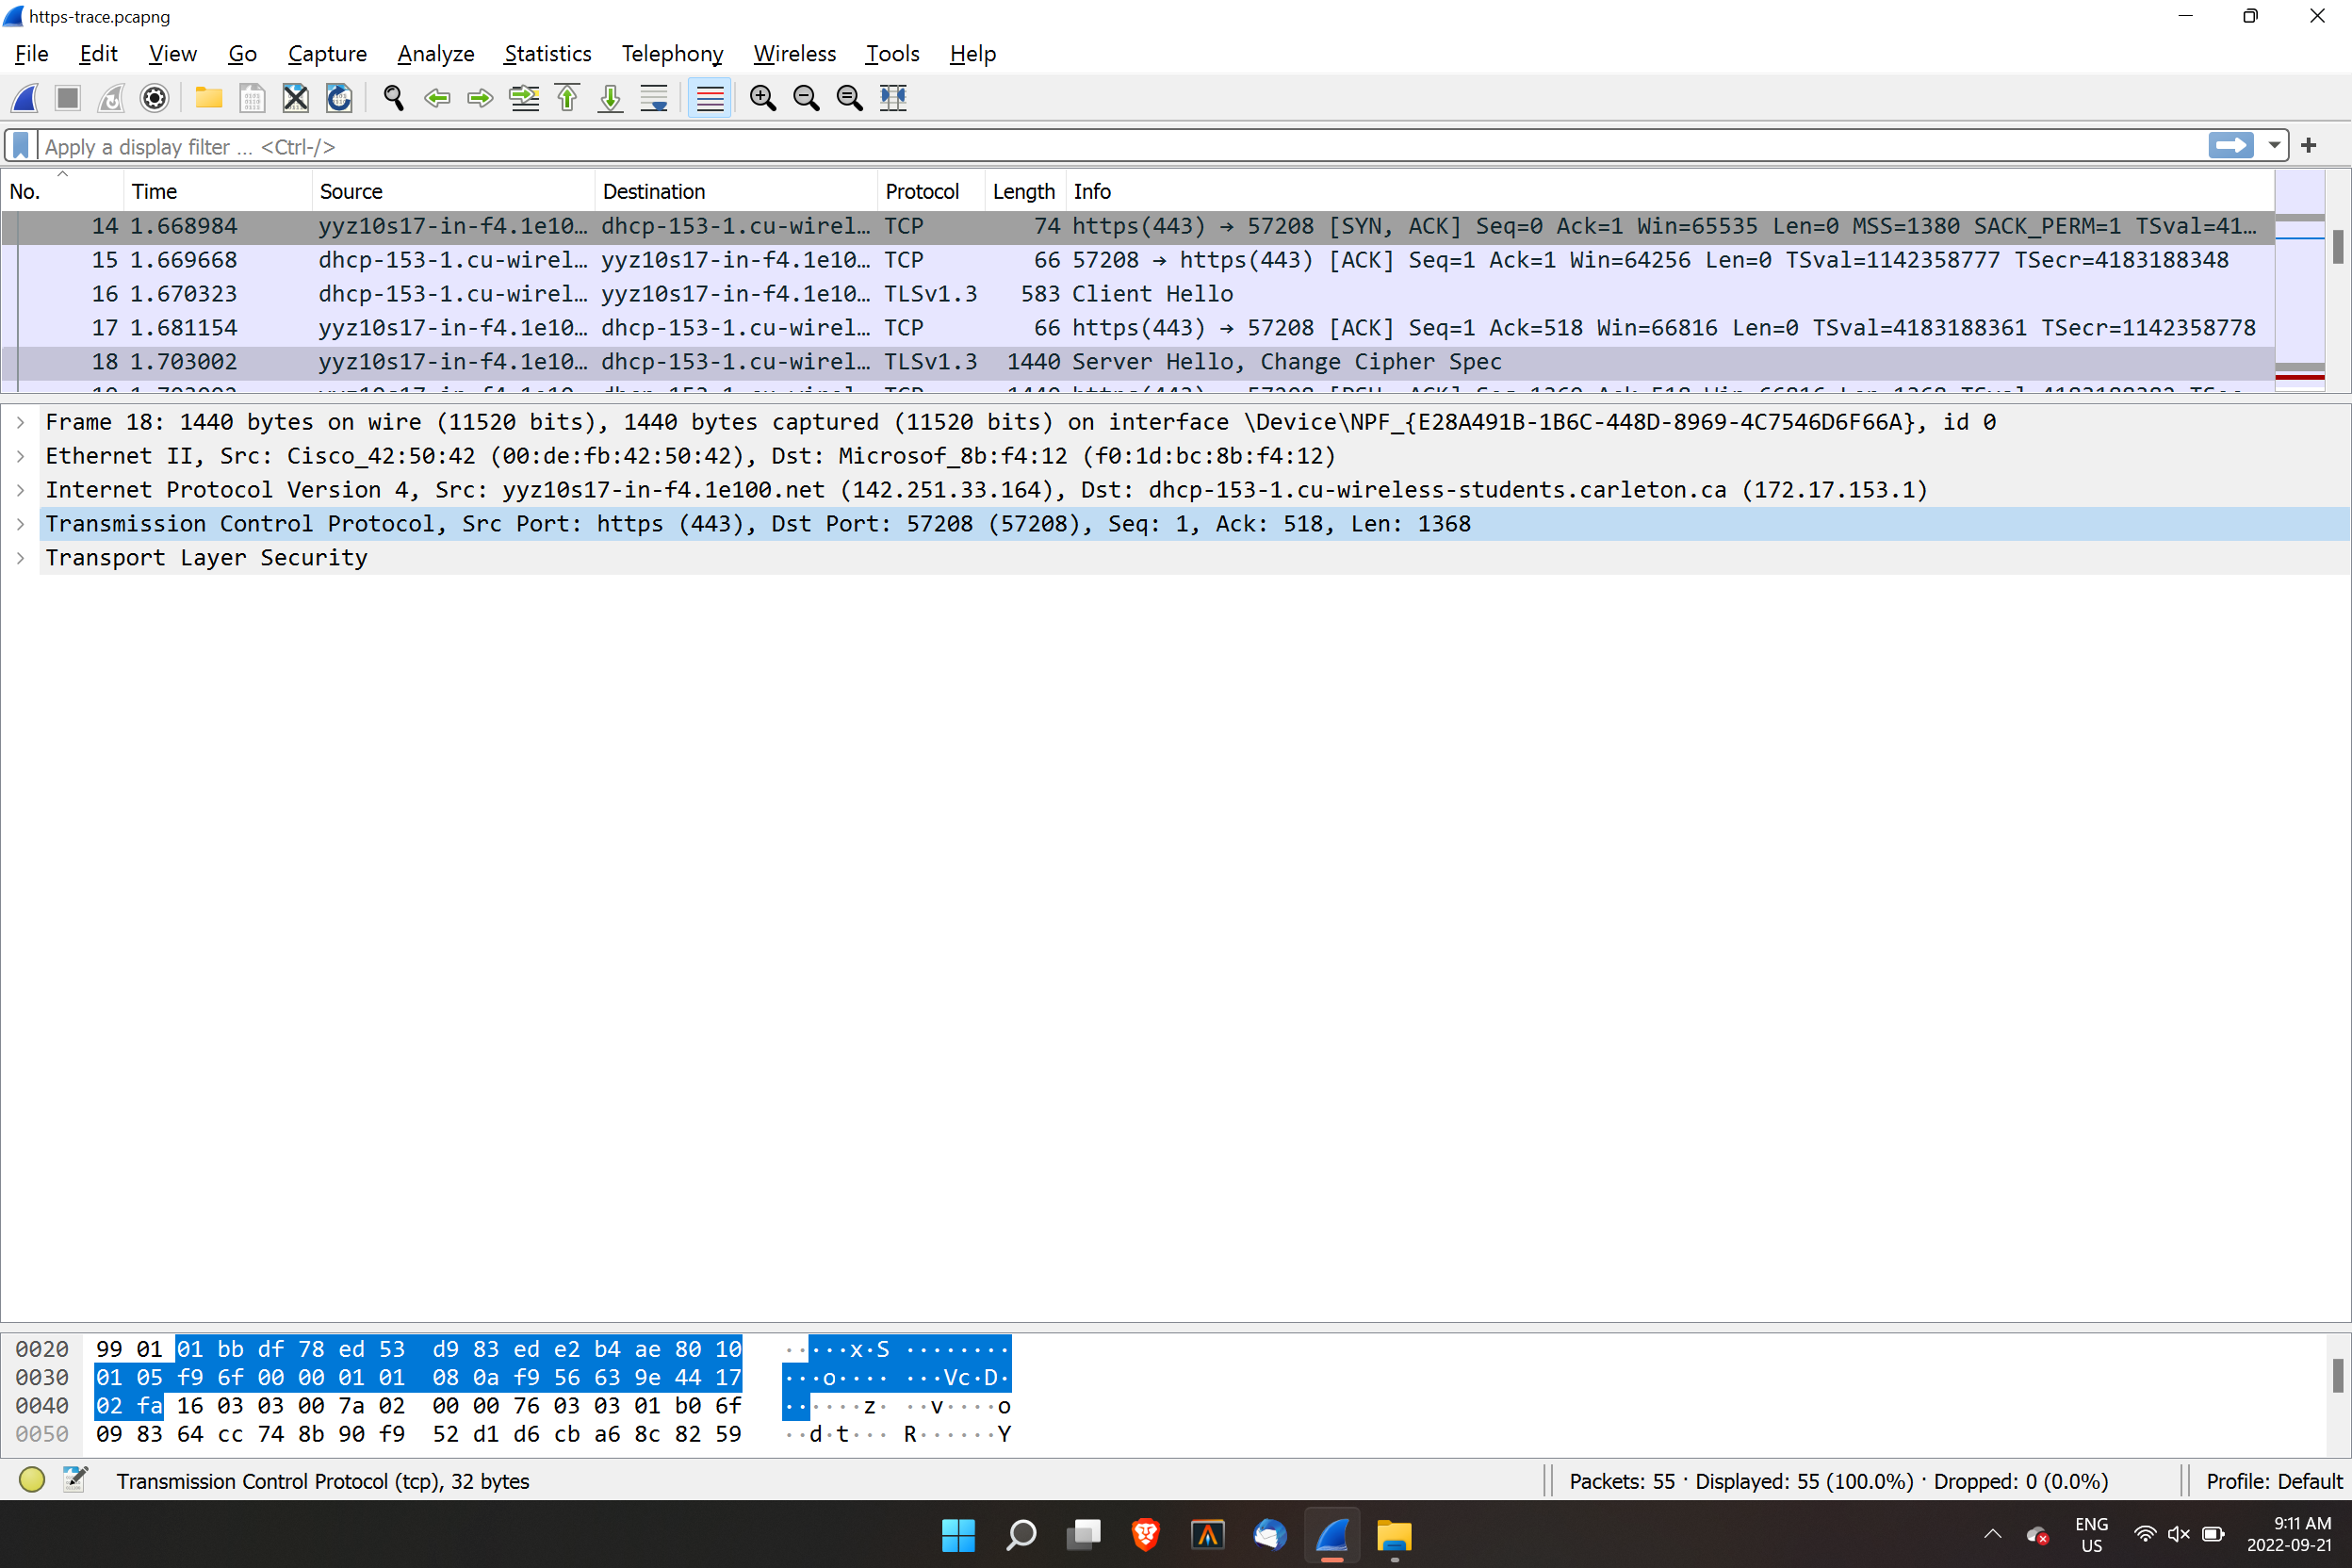 https-trace.pcapng
File Edit View Go Capture Analyze Statistics Telephony Wireless Tools Help
Apply a display filter ... <Ctrl-/>
No. Time Source Destination Protocol Length Info
14 1.668984 yyz10s17-in-f4.1e10… dhcp-153-1.cu-wirel… TCP 74 https(443) → 57208 [SYN, ACK] Seq=0 Ack=1 Win=65535 Len=0 MSS=1380 SACK_PERM=1 TSval=41…
15 1.669668 dhcp-153-1.cu-wirel… yyz10s17-in-f4.1e10… TCP 66 57208 → https(443) [ACK] Seq=1 Ack=1 Win=64256 Len=0 TSval=1142358777 TSecr=4183188348
16 1.670323 dhcp-153-1.cu-wirel… yyz10s17-in-f4.1e10… TLSv1.3 583 Client Hello
17 1.681154 yyz10s17-in-f4.1e10… dhcp-153-1.cu-wirel… TCP 66 https(443) → 57208 [ACK] Seq=1 Ack=518 Win=66816 Len=0 TSval=4183188361 TSecr=1142358778
18 1.703002 yyz10s17-in-f4.1e10… dhcp-153-1.cu-wirel… TLSv1.3 1440 Server Hello, Change Cipher Spec
Frame 18: 1440 bytes on wire (11520 bits), 1440 bytes captured (11520 bits) on interface \Device\NPF_{E28A491B-1B6C-448D-8969-4C7546D6F66A}, id 0
Ethernet II, Src: Cisco_42:50:42 (00:de:fb:42:50:42), Dst: Microsof_8b:f4:12 (f0:1d:bc:8b:f4:12)
Internet Protocol Version 4, Src: yyz10s17-in-f4.1e100.net (142.251.33.164), Dst: dhcp-153-1.cu-wireless-students.carleton.ca (172.17.153.1)
Transmission Control Protocol, Src Port: https (443), Dst Port: 57208 (57208), Seq: 1, Ack: 518, Len: 1368
Transport Layer Security
0020 99 01 01 bb df 78 ed 53 d9 83 ed e2 b4 ae 80 10 ·····x·S ········
0030 01 05 f9 6f 00 00 01 01 08 0a f9 56 63 9e 44 17 ···o···· ···Vc·D·
0040 02 fa 16 03 03 00 7a 02 00 00 76 03 03 01 b0 6f ······z· ··v····o
0050 09 83 64 cc 74 8b 90 f9 52 d1 d6 cb a6 8c 82 59 ··d·t··· R······Y
Transmission Control Protocol (tcp), 32 bytes
Packets: 55 · Displayed: 55 (100.0%) · Dropped: 0 (0.0%)
Profile: Default
ENG
US
9:11 AM
2022-09-21